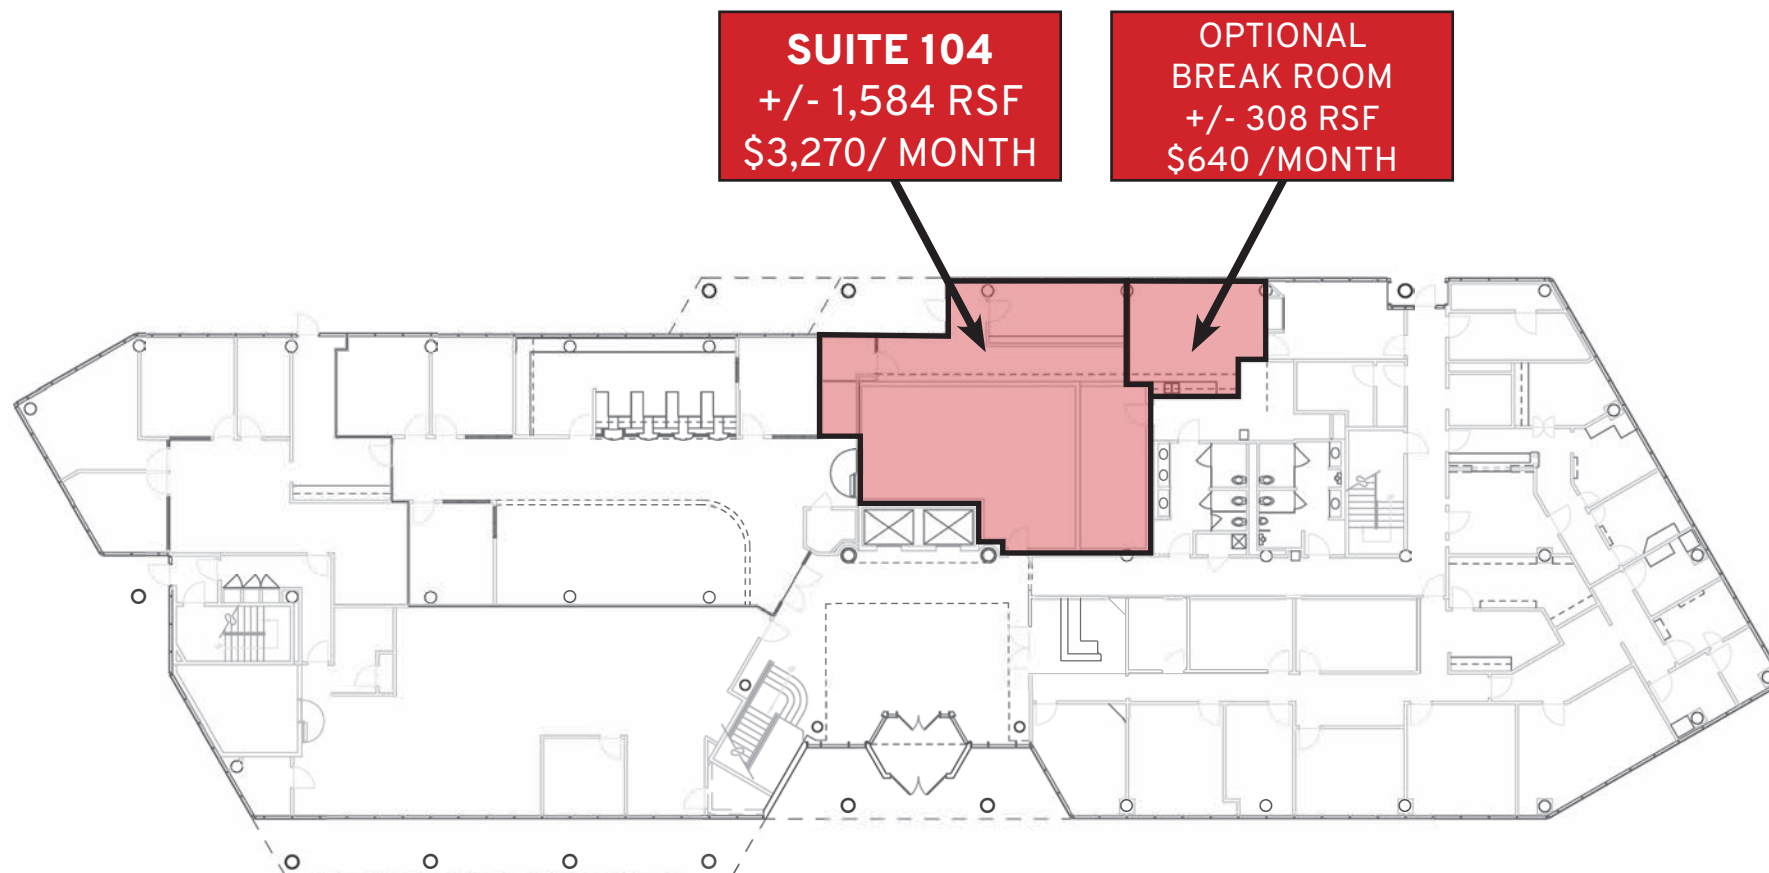 SUITE 104
+/- 1,584 RSF
$3,270/ MONTH
OPTIONAL
BREAK ROOM
+/- 308 RSF
$640 /MONTH